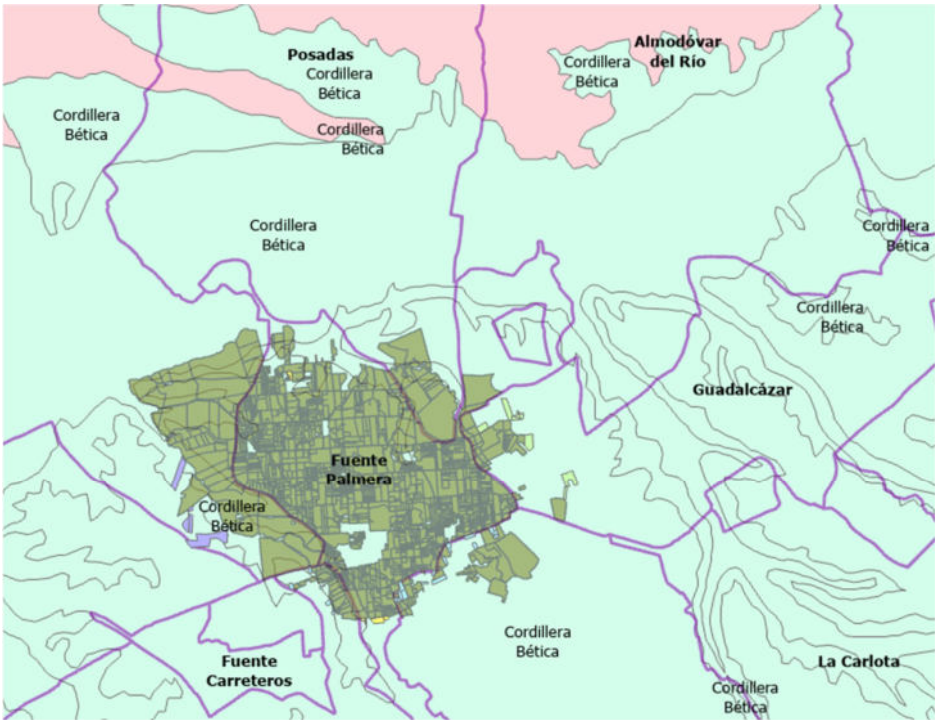 Posadas
Cordillera
Bética
Almodóvar
del Río
Cordillera
Bética
Cordillera
Bética
Cordillera
Bética
Cordillera
Bética
Cordillera
Bética
Cordillera
Bética
Guadalcázar
Fuente
Palmera
Cordillera
Bética
Cordillera
Bética
Fuente
Carreteros
La Carlota
Cordillera
Bética